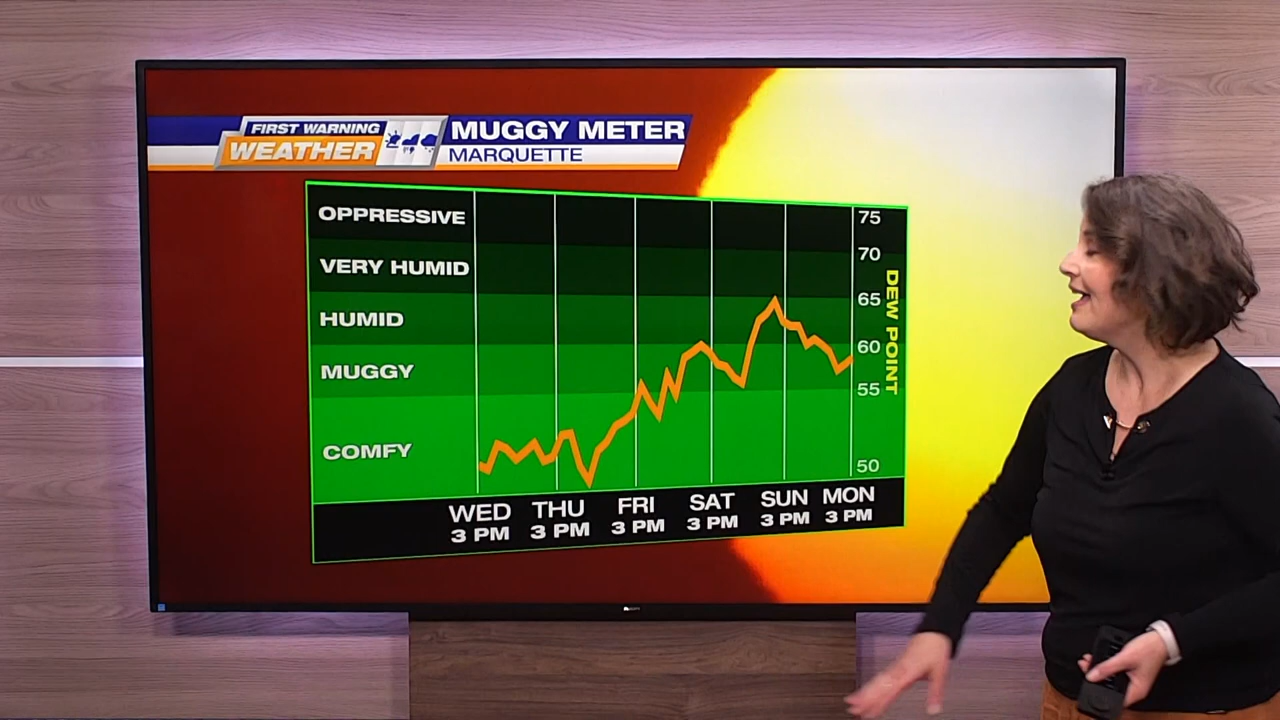 FIRST WARNING
WEATHER
MUGGY METER
MARQUETTE
OPPRESSIVE
VERY HUMID
HUMID
MUGGY
COMFY
75
70
65
60
55
50
DEW POINT
WED THU FRI SAT SUN MON
3 PM 3 PM 3 PM 3 PM 3 PM 3 PM